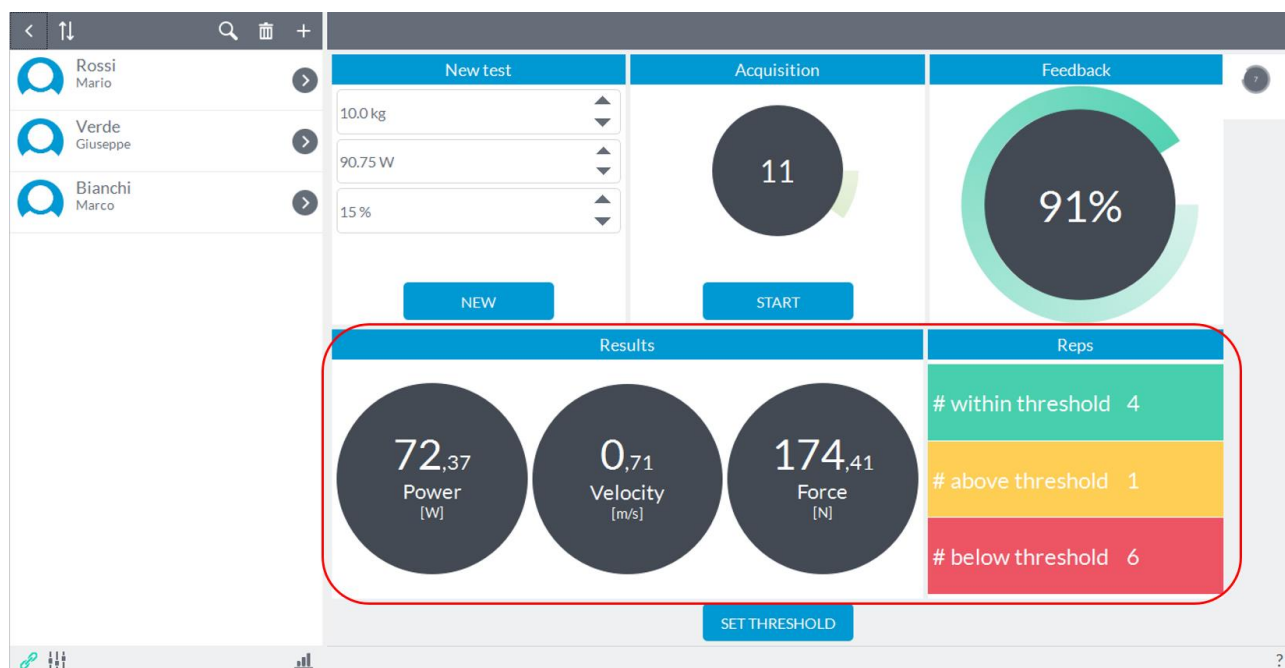 Rossi
Mario
Verde
Giuseppe
Bianchi
Marco
New test
10.0 kg
90.75 W
15 %
NEW
Acquisition
11
START
Feedback
91%
?
Results
72,37
Power
[W]
0,71
Velocity
[m/s]
174,41
Force
[N]
Reps
# within threshold 4
# above threshold 1
# below threshold 6
SET THRESHOLD
?